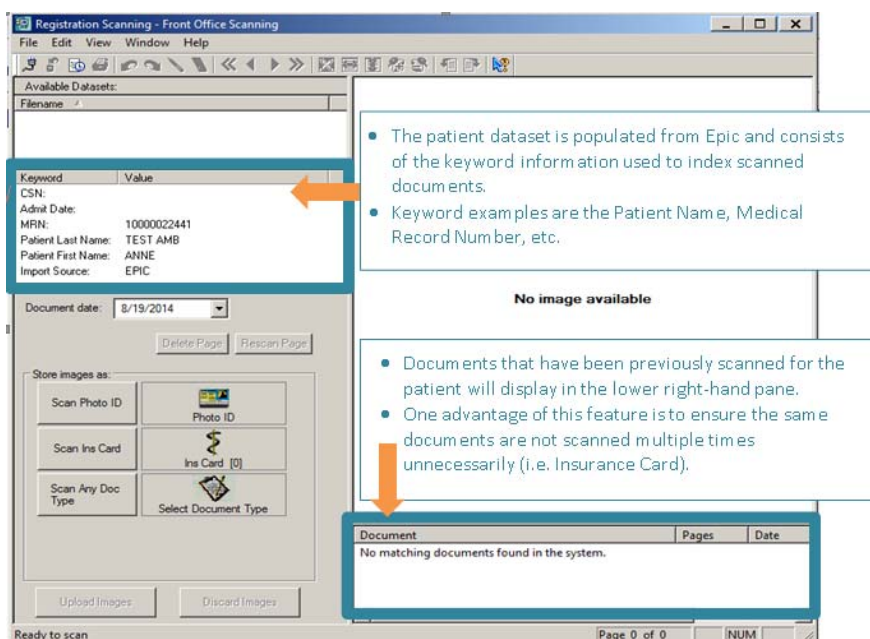 Registration Scanning - Front Office Scanning
File Edit View Window Help
Available Datasets:
Filename
Keyword Value
CSN:
Admit Date:
MRN: 10000022441
Patient Last Name: TEST AMB
Patient First Name: ANNE
Import Source: EPIC
• The patient dataset is populated from Epic and consists
of the keyword information used to index scanned
documents.
• Keyword examples are the Patient Name, Medical
Record Number, etc.
Document date: 8/19/2014
No image available
Delete Page Rescan Page
Store images as:
Scan Photo ID
Photo ID
Scan Ins Card
Ins Card [0]
Scan Any Doc
Type
Select Document Type
• Documents that have been previously scanned for the
patient will display in the lower right-hand pane.
• One advantage of this feature is to ensure the same
documents are not scanned multiple times
unnecessarily (i.e. Insurance Card).
Document Pages Date
No matching documents found in the system.
Upload Images Discard Images
Ready to scan Page 0 of 0 NUM